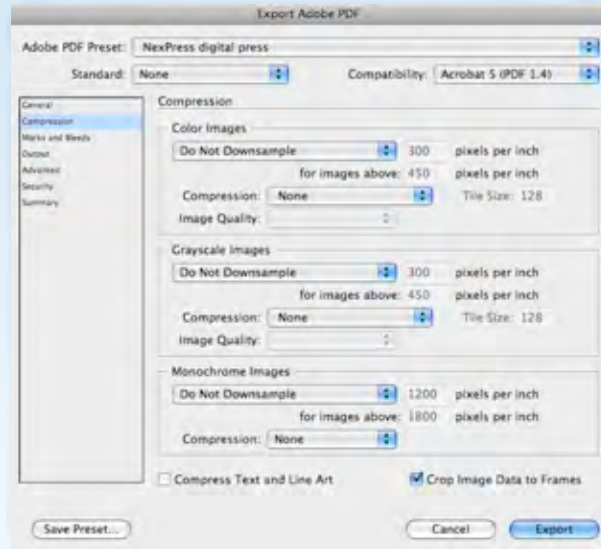 Export Adobe PDF
Adobe PDF Preset: NexPress digital press
Standard: None Compatibility: Acrobat 5 (PDF 1.4)
General
Compression
Marks and Bleeds
Output
Advanced
Security
Summary
Compression
Color Images
Do Not Downsample 300 pixels per inch
for images above: 450 pixels per inch
Compression: None Tile Size: 128
Image Quality:
Grayscale Images
Do Not Downsample 300 pixels per inch
for images above: 450 pixels per inch
Compression: None Tile Size: 128
Image Quality:
Monochrome Images
Do Not Downsample 1200 pixels per inch
for images above: 1800 pixels per inch
Compression: None
Compress Text and Line Art Crop Image Data to Frames
Save Preset... Cancel Export